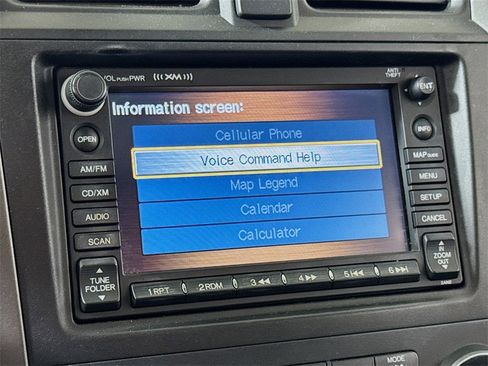 VOL PUSH PWR
(((XM)))
ANTI THEFT
ENT
Information screen:
Cellular Phone
Voice Command Help
Map Legend
Calendar
Calculator
OPEN
AM/FM
CD/XM
AUDIO
SCAN
TUNE
FOLDER
INFO
MAP GUIDE
MENU
SETUP
CANCEL
IN
ZOOM
OUT
1 RPT
2 RDM
3 ◀◀
4 ▶▶
5 |◀◀
6 ▶▶|
MODE